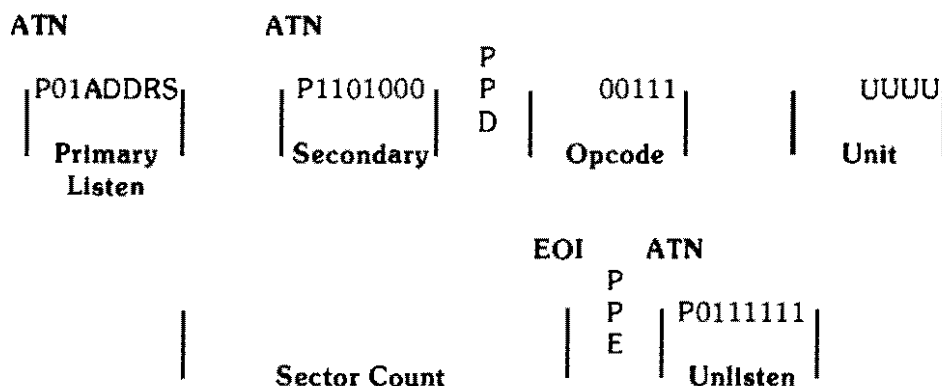 ATN ATN
P
P01ADDRS P1101000 P 00111 UUUU
D
Primary Secondary Opcode Unit
Listen
EOI ATN
P
P P0111111
E
Sector Count Unlisten